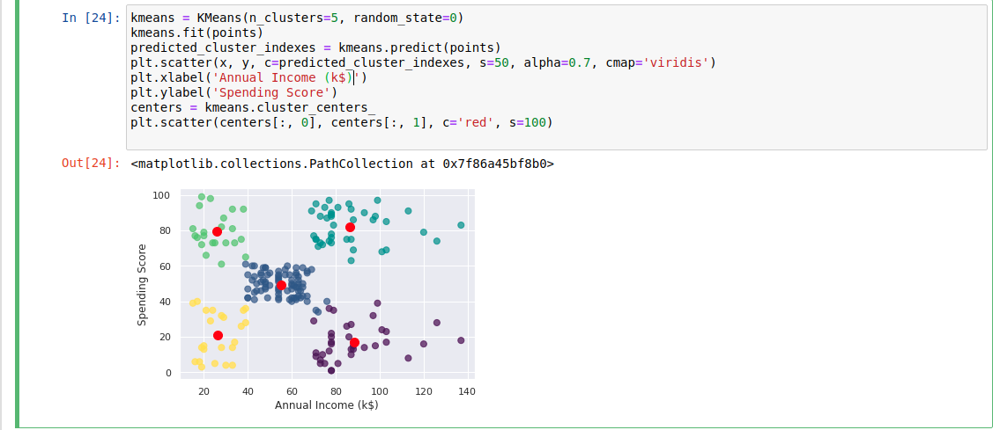 In [24]: kmeans = KMeans(n_clusters=5, random_state=0)
kmeans.fit(points)
predicted_cluster_indexes = kmeans.predict(points)
plt.scatter(x, y, c=predicted_cluster_indexes, s=50, alpha=0.7, cmap='viridis')
plt.xlabel('Annual Income (k$)')
plt.ylabel('Spending Score')
centers = kmeans.cluster_centers_
plt.scatter(centers[:, 0], centers[:, 1], c='red', s=100)
Out[24]: <matplotlib.collections.PathCollection at 0x7f86a45bf8b0>
100
80
60
40
20
0
Spending Score
20 40 60 80 100 120 140
Annual Income (k$)